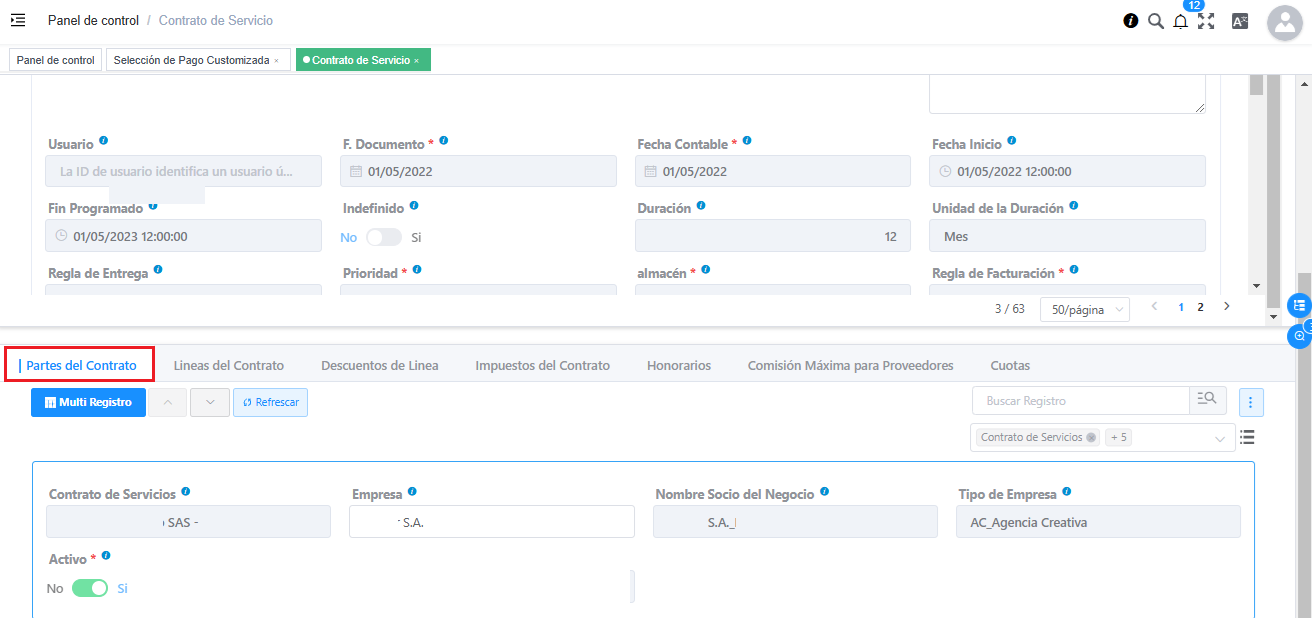 Panel de control / Contrato de Servicio
12
Panel de control
Selección de Pago Customizada ×
Contrato de Servicio ×
Usuario
F. Documento *
Fecha Contable *
Fecha Inicio
La ID de usuario identifica un usuario ú...
01/05/2022
01/05/2022
01/05/2022 12:00:00
Fin Programado
Indefinido
Duración
Unidad de la Duración
01/05/2023 12:00:00
No Si
12
Mes
Regla de Entrega
Prioridad *
almacén *
Regla de Facturación *
3 / 63
50/página
1 2
Partes del Contrato
Lineas del Contrato
Descuentos de Linea
Impuestos del Contrato
Honorarios
Comisión Máxima para Proveedores
Cuotas
Multi Registro
Refrescar
Buscar Registro
Contrato de Servicios
+ 5
Contrato de Servicios
Empresa
Nombre Socio del Negocio
Tipo de Empresa
SAS -
S.A.
S.A._
AC_Agencia Creativa
Activo *
No Si